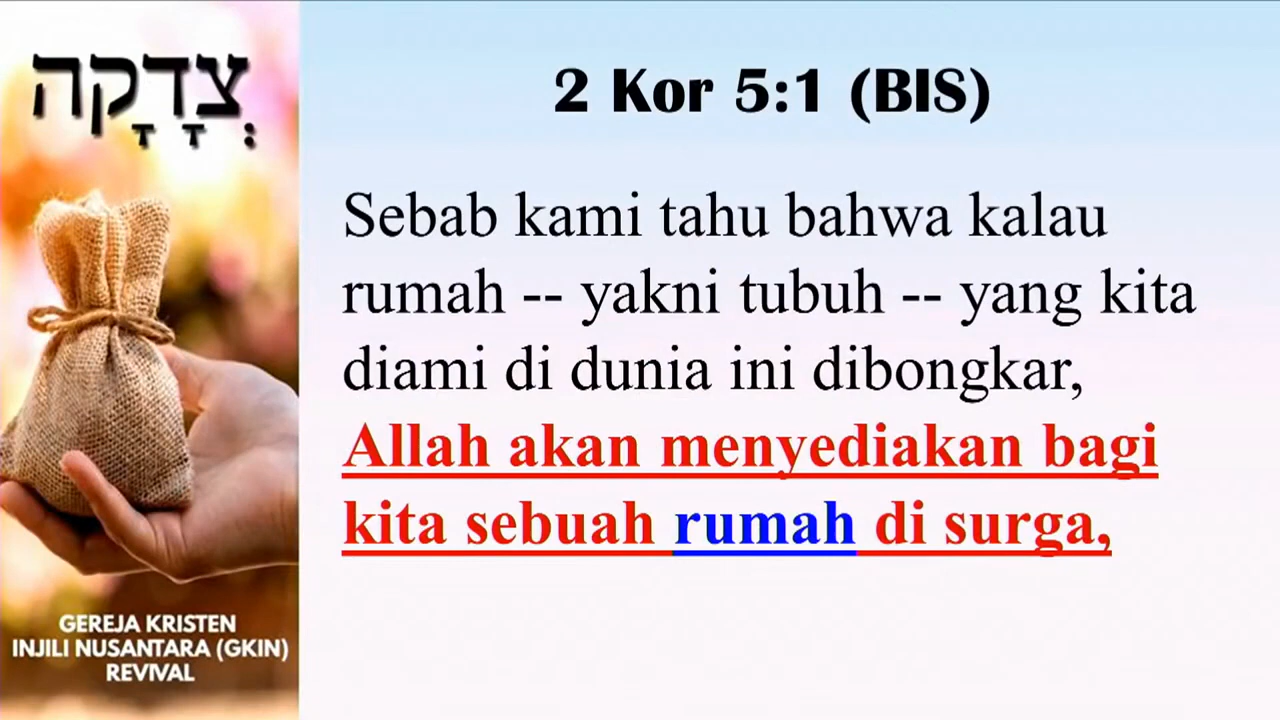 צְדָקָה
GEREJA KRISTEN
INJILI NUSANTARA (GKIN)
REVIVAL
2 Kor 5:1 (BIS)
Sebab kami tahu bahwa kalau
rumah -- yakni tubuh -- yang kita
diami di dunia ini dibongkar,
Allah akan menyediakan bagi
kita sebuah rumah di surga,